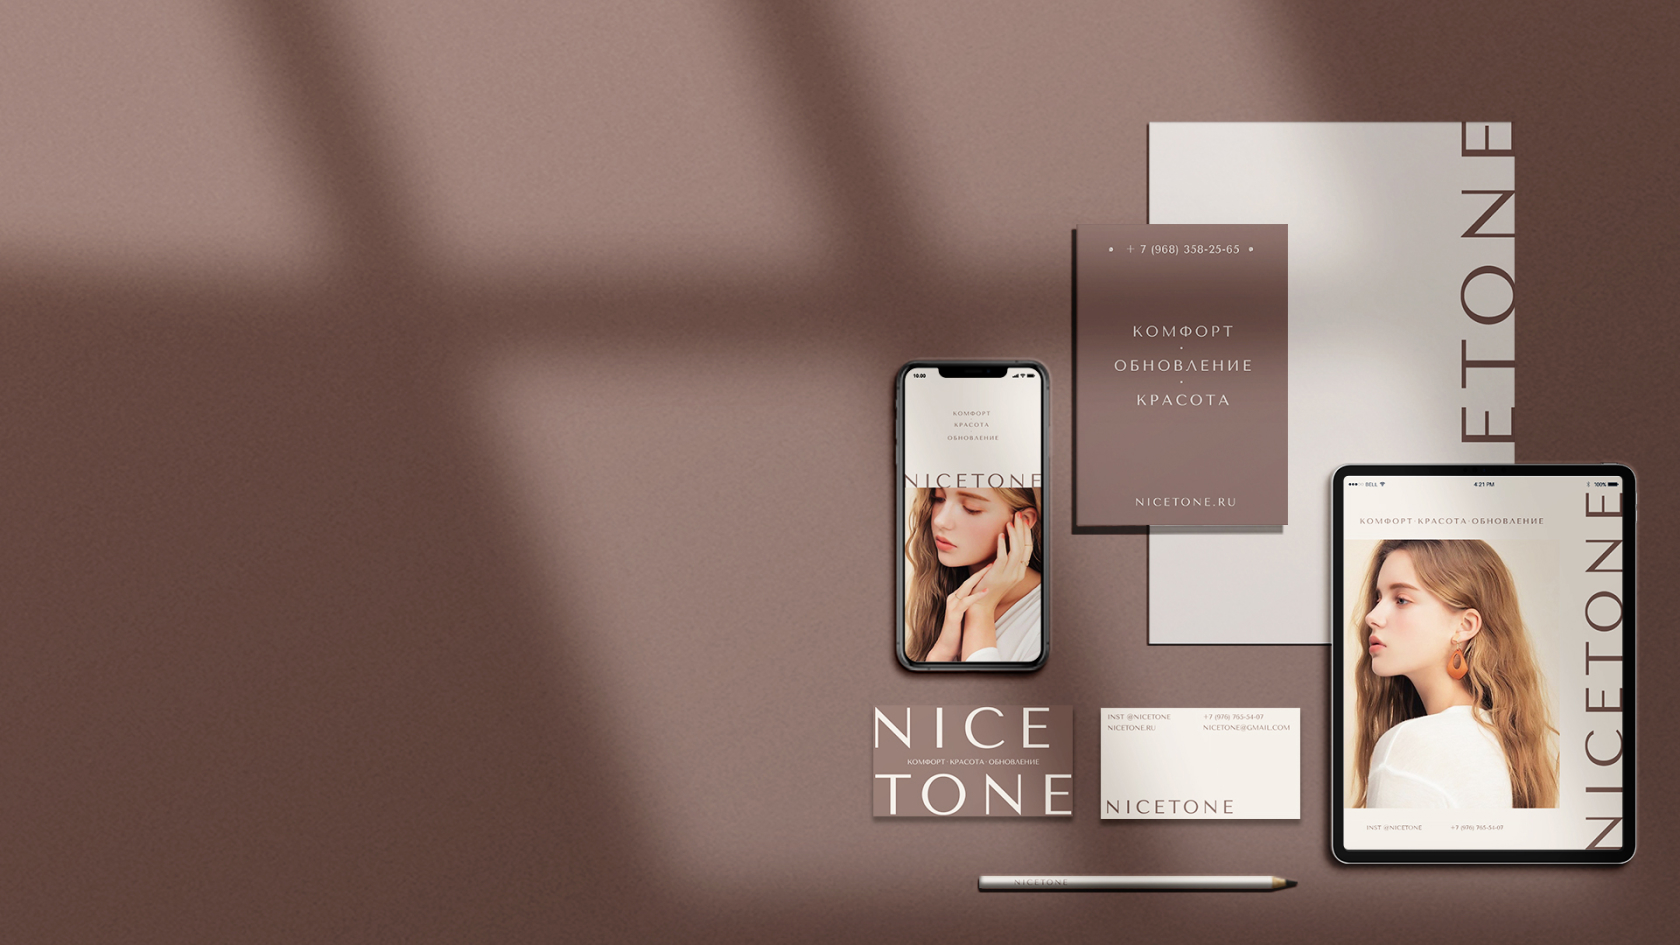 ETONE
+ 7 (968) 358-25-65
КОМФОРТ
·
ОБНОВЛЕНИЕ
·
КРАСОТА
NICETONE.RU
10.00
КОМФОРТ
КРАСОТА
ОБНОВЛЕНИЕ
NICETONE
BELL
4:21 PM
100%
КОМФОРТ·КРАСОТА·ОБНОВЛЕНИЕ
NICETONE
INST @NICETONE
+7 (976) 765-54-07
NICE
КОМФОРТ·КРАСОТА·ОБНОВЛЕНИЕ
TONE
INST @NICETONE
+7 (976) 765-54-07
NICETONE.RU
NICETONE@GMAIL.COM
NICETONE
NICETONE